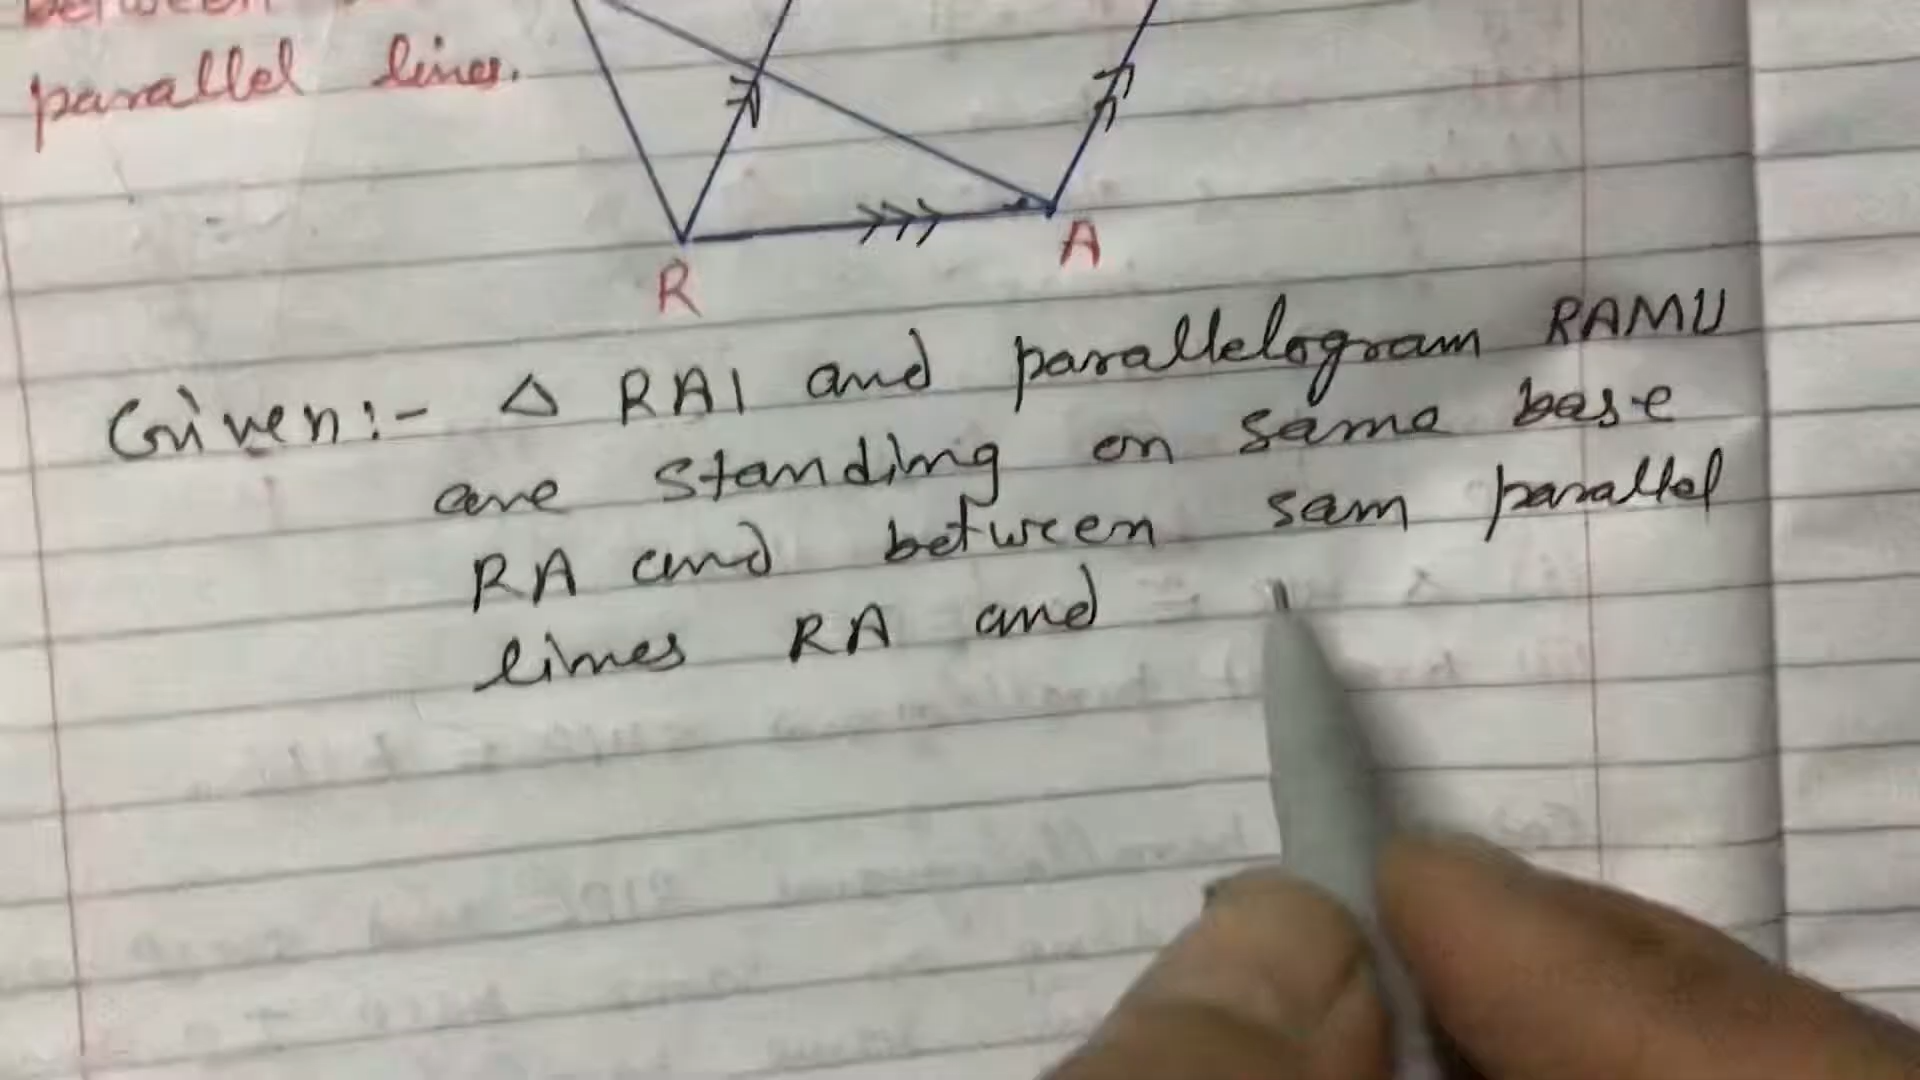 between
parallel lines.
R
A
Given:- △ RAI and parallelogram RAMU
are standing on same base
RA and between sam parallel
lines RA and